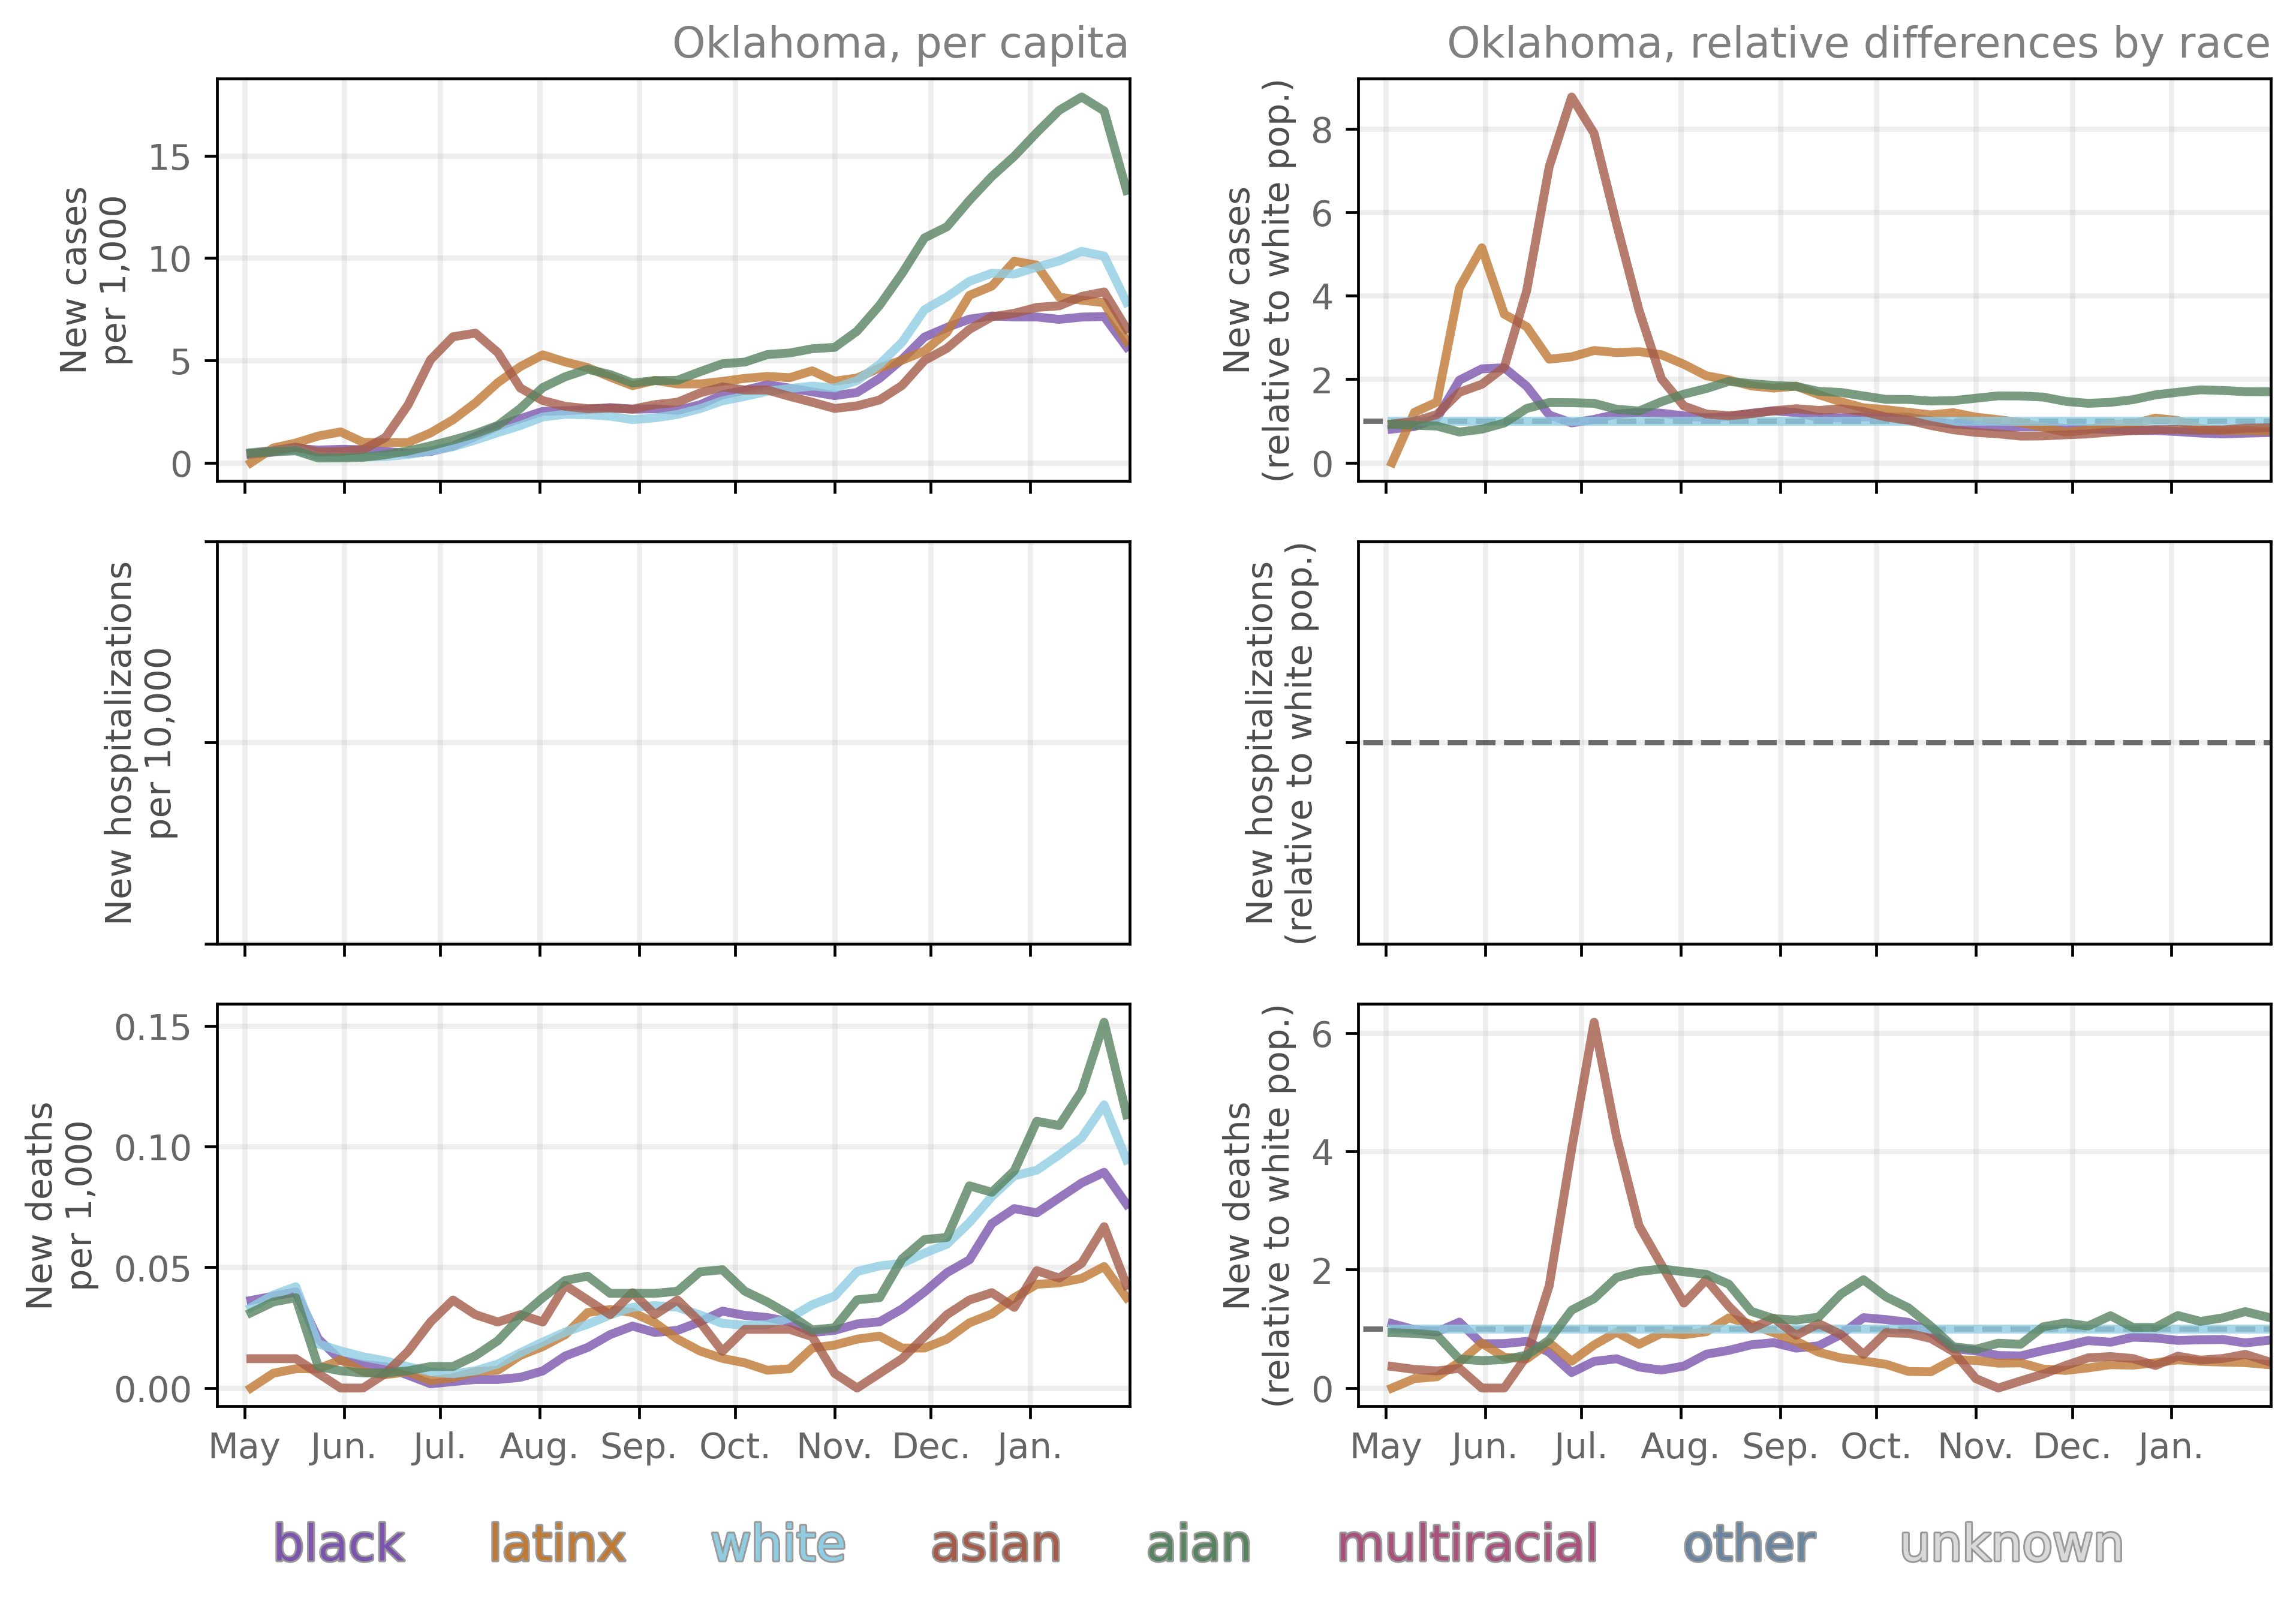 Oklahoma, per capita
Oklahoma, relative differences by race
New cases
per 1,000
15
10
5
0
New cases
(relative to white pop.)
8
6
4
2
0
New hospitalizations
per 10,000
New hospitalizations
(relative to white pop.)
New deaths
per 1,000
0.15
0.10
0.05
0.00
New deaths
(relative to white pop.)
6
4
2
0
May Jun. Jul. Aug. Sep. Oct. Nov. Dec. Jan.
May Jun. Jul. Aug. Sep. Oct. Nov. Dec. Jan.
black latinx white asian aian multiracial other unknown